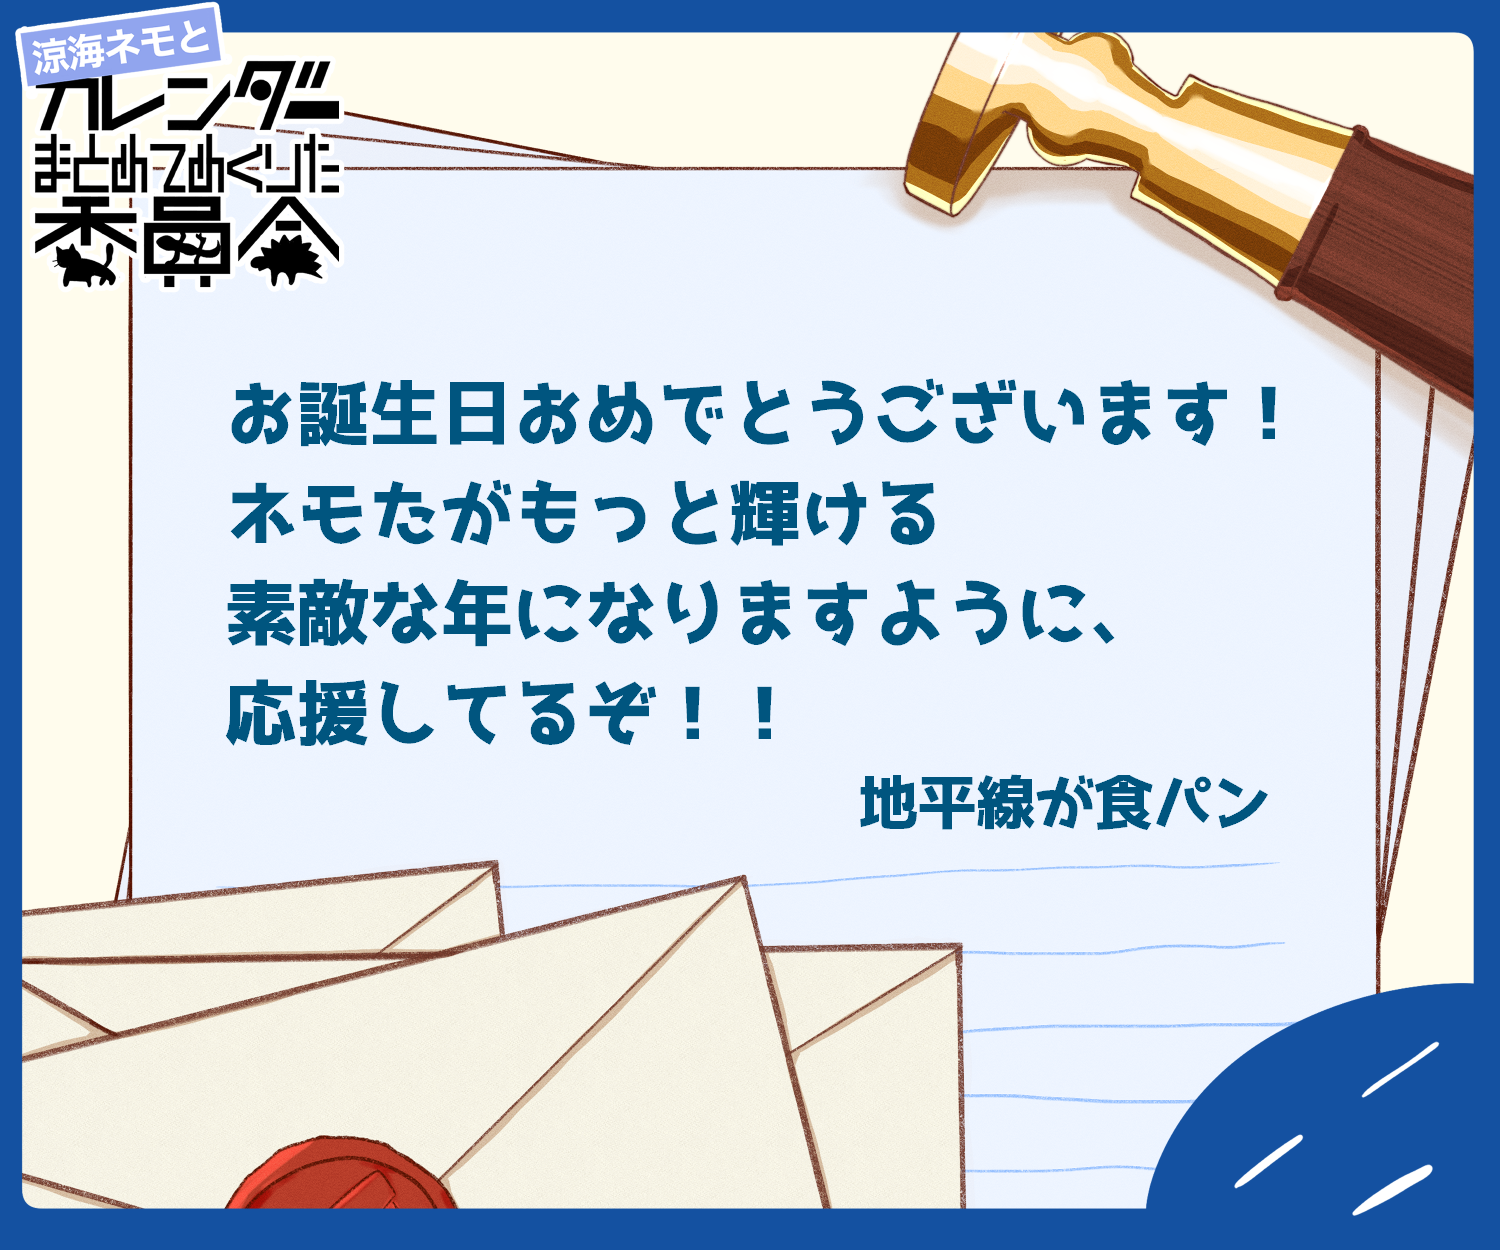 涼海ネモと
カレンダー
まとめてめくりた
委員会
お誕生日おめでとうございます！
ネモたがもっと輝ける
素敵な年になりますように、
応援してるぞ！！
地平線が食パン